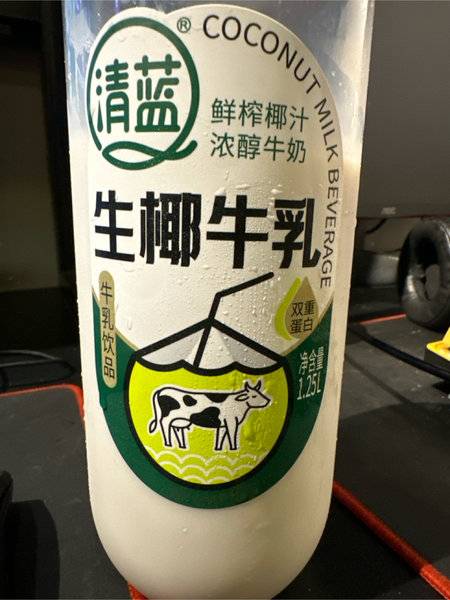 清蓝®
COCONUT MILK BEVERAGE
鲜榨椰汁
浓醇牛奶
生椰牛乳
牛乳饮品
双重
蛋白
净含量
1.25L